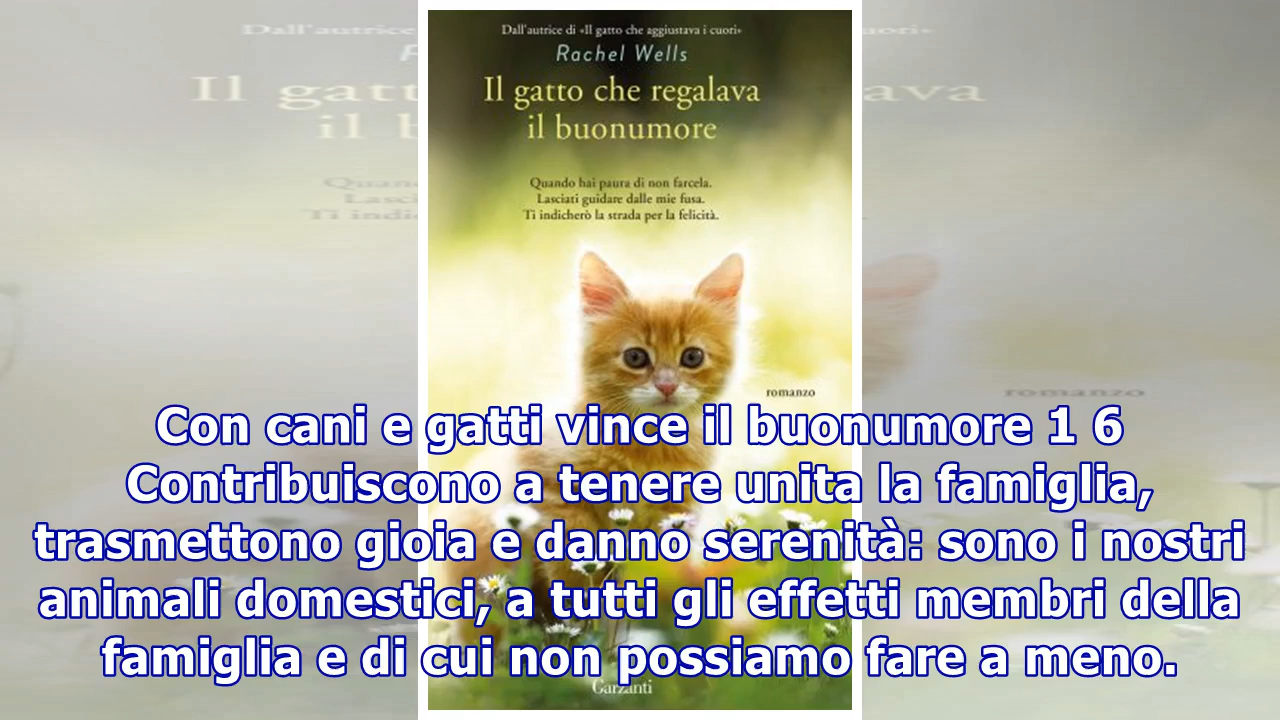 Dall'autrice di «Il gatto che aggiustava i cuori»
Rachel Wells
Il gatto che regalava
il buonumore
Quando hai paura di non farcela.
Lasciati guidare dalle mie fusa.
Ti indicherò la strada per la felicità.
romanzo
Con cani e gatti vince il buonumore 1 6
Contribuiscono a tenere unita la famiglia,
trasmettono gioia e danno serenità: sono i nostri
animali domestici, a tutti gli effetti membri della
famiglia e di cui non possiamo fare a meno.
Garzanti